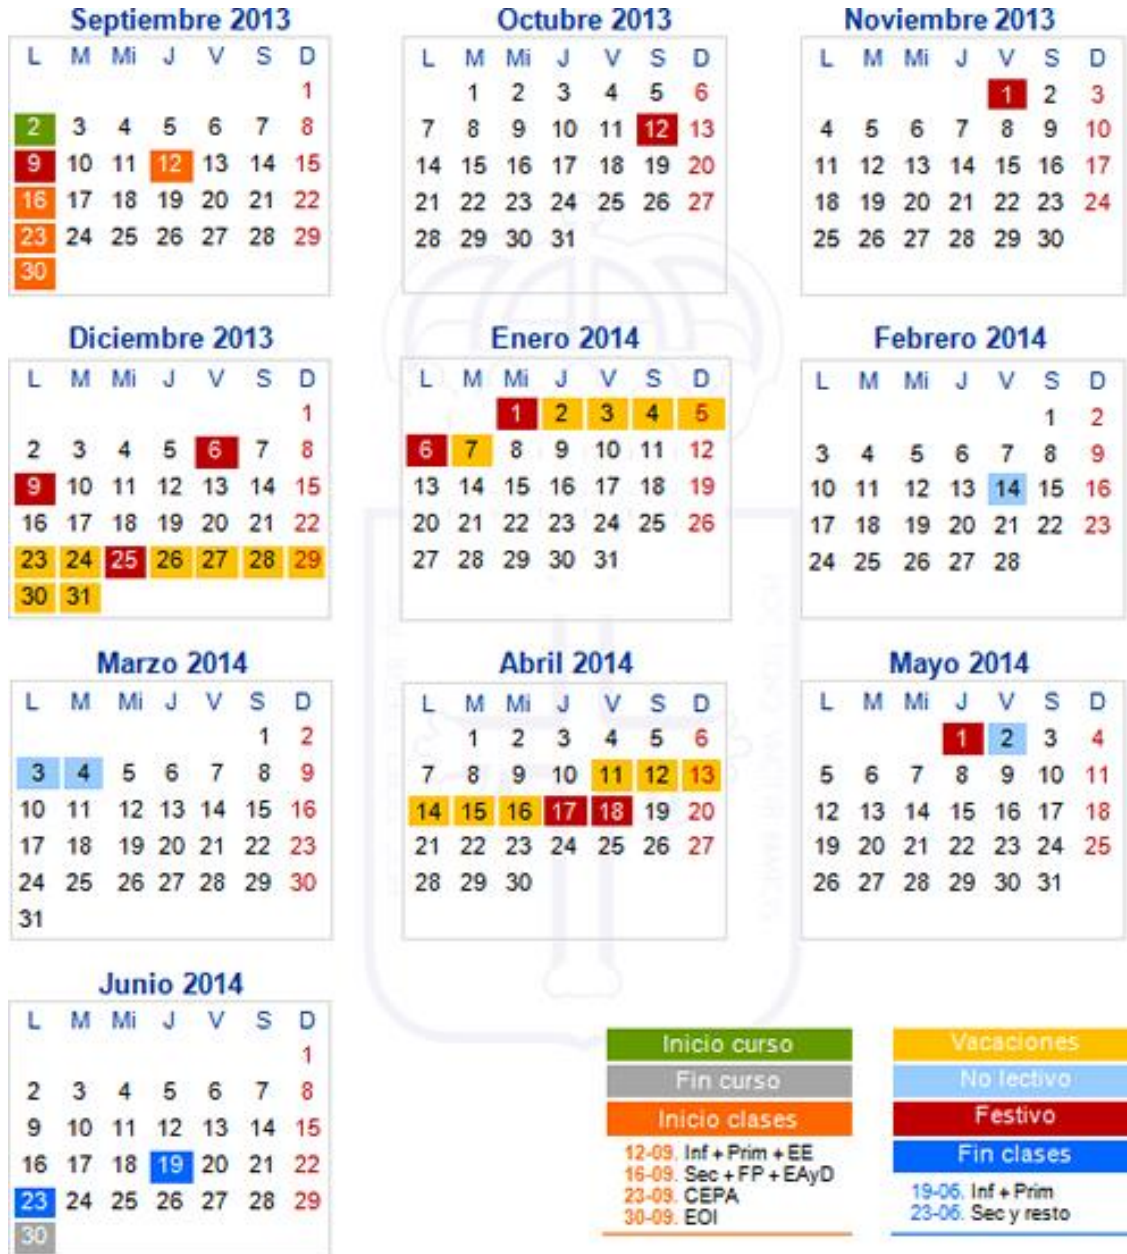 Septiembre 2013
L M Mi J V S D
1
2 3 4 5 6 7 8
9 10 11 12 13 14 15
16 17 18 19 20 21 22
23 24 25 26 27 28 29
30
Octubre 2013
L M Mi J V S D
1 2 3 4 5 6
7 8 9 10 11 12 13
14 15 16 17 18 19 20
21 22 23 24 25 26 27
28 29 30 31
Noviembre 2013
L M Mi J V S D
1 2 3
4 5 6 7 8 9 10
11 12 13 14 15 16 17
18 19 20 21 22 23 24
25 26 27 28 29 30
Diciembre 2013
L M Mi J V S D
1
2 3 4 5 6 7 8
9 10 11 12 13 14 15
16 17 18 19 20 21 22
23 24 25 26 27 28 29
30 31
Enero 2014
L M Mi J V S D
1 2 3 4 5
6 7 8 9 10 11 12
13 14 15 16 17 18 19
20 21 22 23 24 25 26
27 28 29 30 31
Febrero 2014
L M Mi J V S D
1 2
3 4 5 6 7 8 9
10 11 12 13 14 15 16
17 18 19 20 21 22 23
24 25 26 27 28
Marzo 2014
L M Mi J V S D
1 2
3 4 5 6 7 8 9
10 11 12 13 14 15 16
17 18 19 20 21 22 23
24 25 26 27 28 29 30
31
Abril 2014
L M Mi J V S D
1 2 3 4 5 6
7 8 9 10 11 12 13
14 15 16 17 18 19 20
21 22 23 24 25 26 27
28 29 30
Mayo 2014
L M Mi J V S D
1 2 3 4
5 6 7 8 9 10 11
12 13 14 15 16 17 18
19 20 21 22 23 24 25
26 27 28 29 30 31
Junio 2014
L M Mi J V S D
1
2 3 4 5 6 7 8
9 10 11 12 13 14 15
16 17 18 19 20 21 22
23 24 25 26 27 28 29
30
Inicio curso
Fin curso
Inicio clases
12-09. Inf + Prim + EE
16-09. Sec + FP + EAyD
23-09. CEPA
30-09. EOI
Vacaciones
No lectivo
Festivo
Fin clases
19-06. Inf + Prim
23-06. Sec y resto